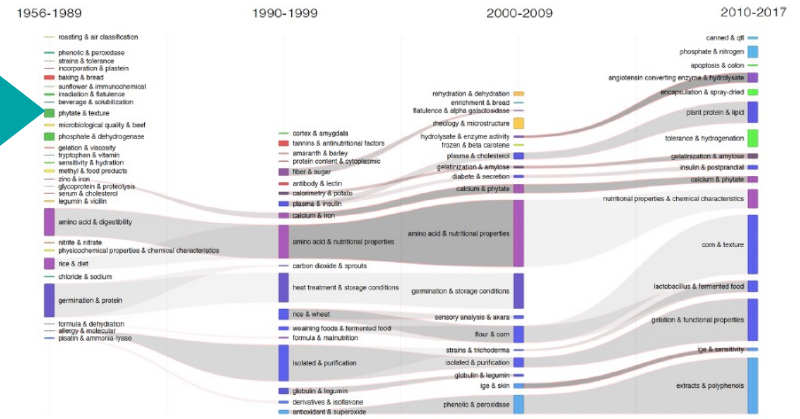 1956-1989
1990-1999
2000-2009
2010-2017
roasting & air classification
phenolic & peroxidase
strains & tolerance
incorporation & plastein
baking & bread
sunflower & immunochemical
irradiation & flatulence
beverage & solubilization
phytate & texture
microbiological quality & beef
phosphate & dehydrogenase
gelation & viscosity
tryptophan & vitamin
sensitivity & hydration
methyl & food products
zinc & iron
glycoprotein & proteolysis
serum & cholesterol
legumin & vicilin
amino acid & digestibility
nitrite & nitrate
physicochemical properties & chemical characteristics
rice & diet
chloride & sodium
germination & protein
formula & dehydration
allergy & molecular
pisatin & ammonia-lyase
cortex & amygdala
tannins & antinutritional factors
amaranth & barley
protein content & cytoplasmic
fiber & sugar
antibody & lectin
calorimetry & potato
plasma & insulin
calcium & iron
amino acid & nutritional properties
carbon dioxide & sprouts
heat treatment & storage conditions
rice & wheat
weaning foods & fermented food
formula & malnutrition
isolated & purification
globulin & legumin
derivatives & isoflavone
antioxidant & superoxide
rehydration & dehydration
enrichment & bread
flatulence & alpha galactosidase
rheology & microstructure
hydrolysate & enzyme activity
frozen & beta carotene
plasma & cholesterol
gelatinization & amylose
diabetes & secretion
calcium & phytate
amino acid & nutritional properties
germination & storage conditions
sensory analysis & akara
flour & corn
strains & trichoderma
isolated & purification
globulin & legumin
ige & skin
phenolic & peroxidase
canned & qtl
phosphate & nitrogen
apoptosis & colon
angiotensin converting enzyme & hydrolysate
encapsulation & spray-dried
plant protein & lipid
tolerance & hydrogenation
gelatinization & amylose
insulin & postprandial
calcium & phytate
nutritional properties & chemical characteristics
corn & texture
lactobacillus & fermented food
gelation & functional properties
ige & sensitivity
extracts & polyphenols